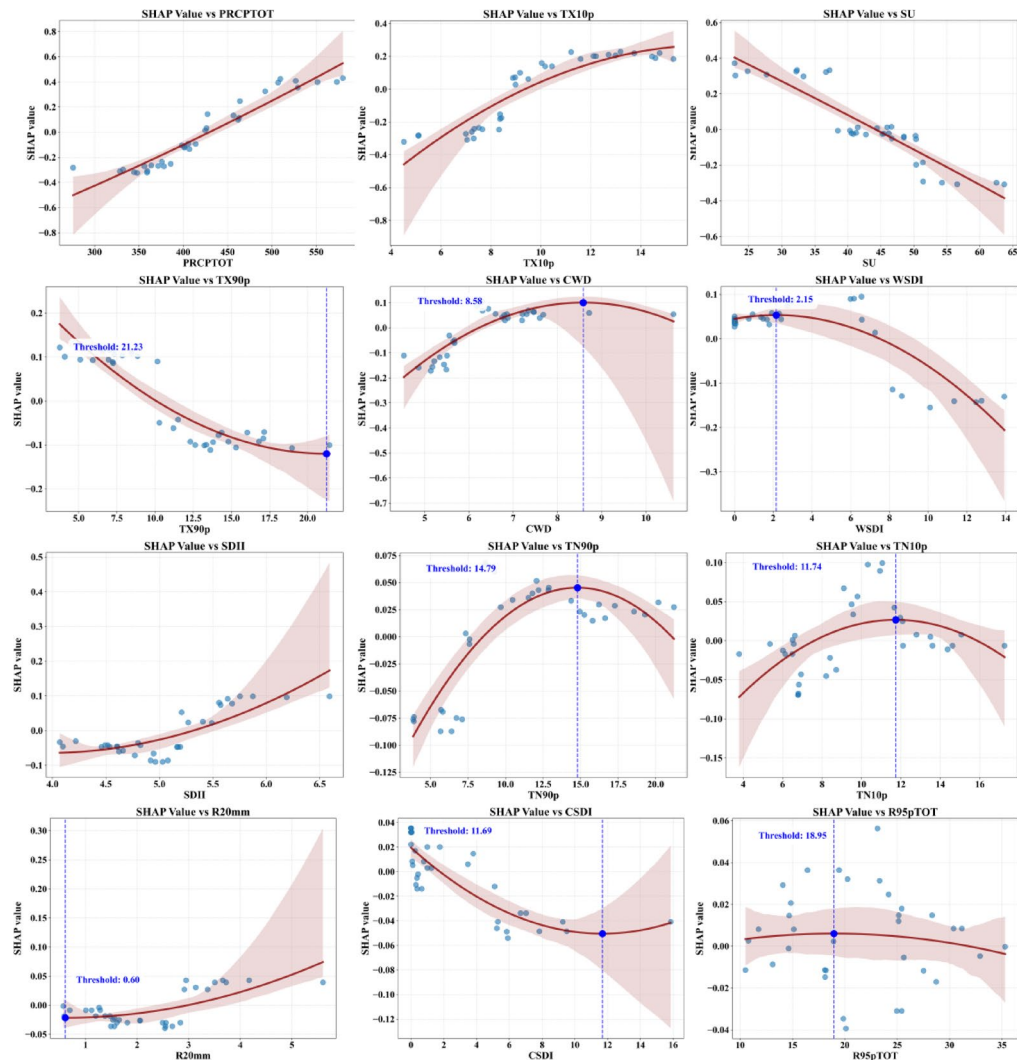 SHAP Value vs PRCPTOT
SHAP value
0.8
0.6
0.4
0.2
0.0
−0.2
−0.4
−0.6
−0.8
300 350 400 450 500 550
PRCPTOT
SHAP Value vs TX10p
SHAP value
0.4
0.2
0.0
−0.2
−0.4
−0.6
−0.8
4 6 8 10 12 14
TX10p
SHAP Value vs SU
SHAP value
0.6
0.4
0.2
0.0
−0.2
−0.4
−0.6
25 30 35 40 45 50 55 60 65
SU
SHAP Value vs TX90p
Threshold: 21.23
SHAP value
0.2
0.1
0.0
−0.1
−0.2
5.0 7.5 10.0 12.5 15.0 17.5 20.0
TX90p
SHAP Value vs CWD
Threshold: 8.58
SHAP value
0.1
0.0
−0.1
−0.2
−0.3
−0.4
−0.5
−0.6
−0.7
5 6 7 8 9 10
CWD
SHAP Value vs WSDI
Threshold: 2.15
SHAP value
0.1
0.05
0.00
−0.1
−0.2
−0.3
0 2 4 6 8 10 12 14
WSDI
SHAP Value vs SDII
SHAP value
0.5
0.4
0.3
0.2
0.1
0.0
−0.1
4.0 4.5 5.0 5.5 6.0 6.5
SDII
SHAP Value vs TN90p
Threshold: 14.79
SHAP value
0.075
0.050
0.025
0.000
−0.025
−0.050
−0.075
−0.100
−0.125
5.0 7.5 10.0 12.5 15.0 17.5 20.0
TN90p
SHAP Value vs TN10p
Threshold: 11.74
SHAP value
0.10
0.05
0.00
−0.05
−0.10
−0.15
4 6 8 10 12 14 16
TN10p
SHAP Value vs R20mm
Threshold: 0.60
SHAP value
0.30
0.25
0.20
0.15
0.10
0.05
0.00
−0.05
1 2 3 4 5
R20mm
SHAP Value vs CSDI
Threshold: 11.69
SHAP value
0.04
0.02
0.00
−0.02
−0.04
−0.06
−0.08
−0.10
−0.12
0 2 4 6 8 10 12 14 16
CSDI
SHAP Value vs R95pTOT
Threshold: 18.95
SHAP value
0.06
0.04
0.02
0.00
−0.02
−0.04
10 15 20 25 30 35
R95pTOT